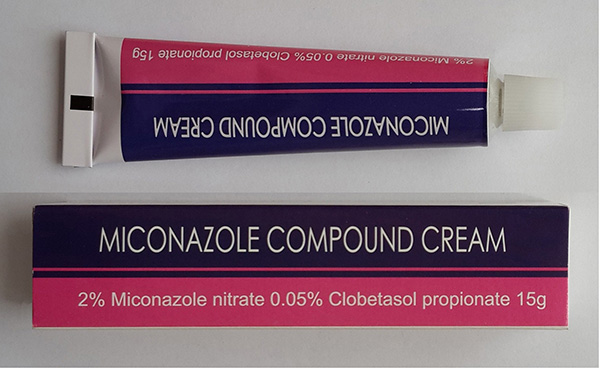 2% Miconazole nitrate 0.05% Clobetasol propionate 15g
MICONAZOLE COMPOUND CREAM
MICONAZOLE COMPOUND CREAM
2% Miconazole nitrate 0.05% Clobetasol propionate 15g